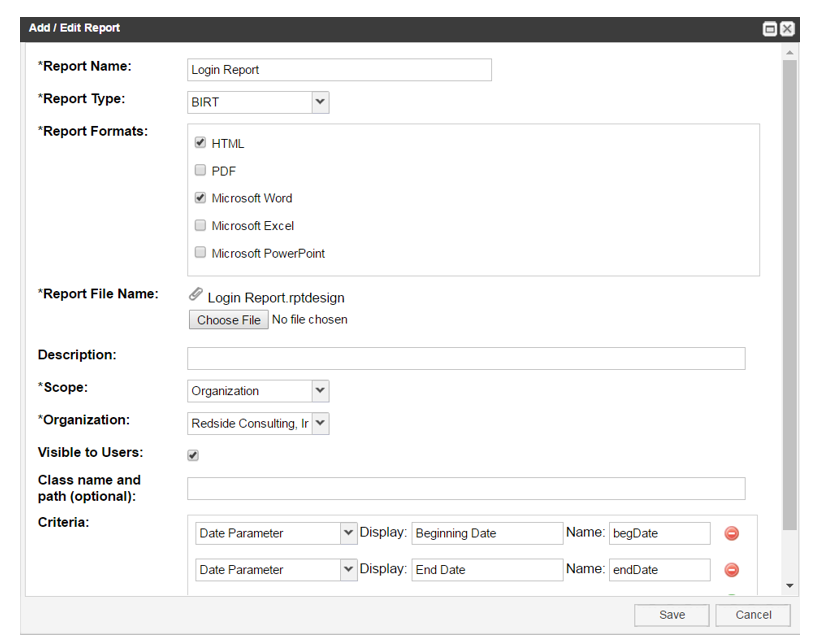 Add / Edit Report
*Report Name: Login Report
*Report Type: BIRT
*Report Formats:
HTML
PDF
Microsoft Word
Microsoft Excel
Microsoft PowerPoint
*Report File Name: Login Report.rptdesign
Choose File No file chosen
Description:
*Scope: Organization
*Organization: Redside Consulting, Ir
Visible to Users:
Class name and
path (optional):
Criteria:
Date Parameter Display: Beginning Date Name: begDate
Date Parameter Display: End Date Name: endDate
Save Cancel